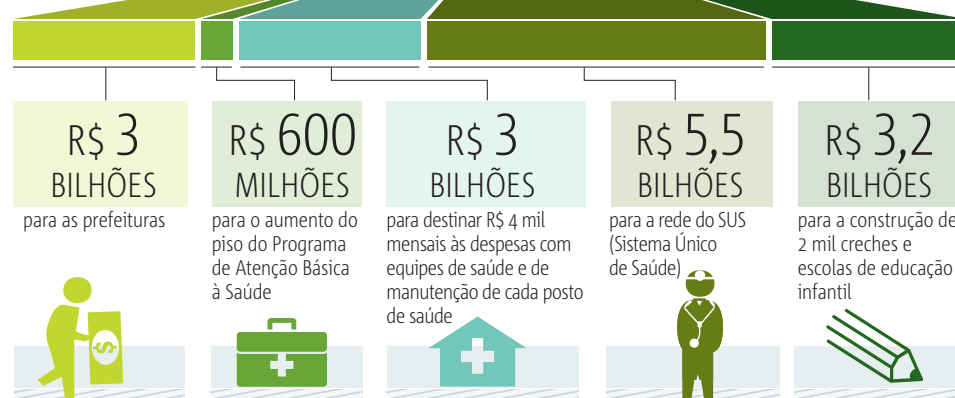 R$ 3
BILHÕES
para as prefeituras
R$ 600
MILHÕES
para o aumento do
piso do Programa
de Atenção Básica
à Saúde
R$ 3
BILHÕES
para destinar R$ 4 mil
mensais às despesas com
equipes de saúde e de
manutenção de cada posto
de saúde
R$ 5,5
BILHÕES
para a rede do SUS
(Sistema Único
de Saúde)
R$ 3,2
BILHÕES
para a construção de
2 mil creches e
escolas de educação
infantil
$